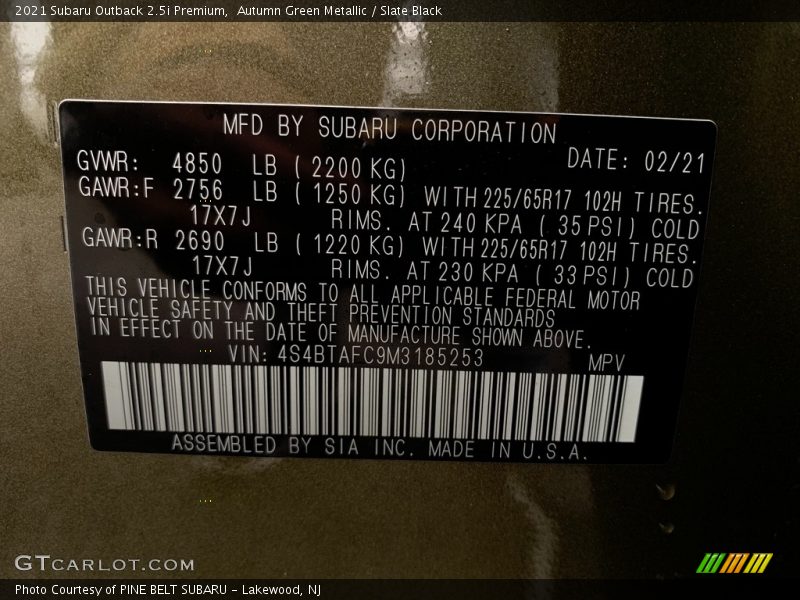 2021 Subaru Outback 2.5i Premium, Autumn Green Metallic / Slate Black
MFD BY SUBARU CORPORATION
GVWR: 4850 LB ( 2200 KG) DATE: 02/21
GAWR:F 2756 LB ( 1250 KG) WITH 225/65R17 102H TIRES.
17X7J RIMS. AT 240 KPA ( 35 PSI) COLD
GAWR:R 2690 LB ( 1220 KG) WITH 225/65R17 102H TIRES.
17X7J RIMS. AT 230 KPA ( 33 PSI) COLD
THIS VEHICLE CONFORMS TO ALL APPLICABLE FEDERAL MOTOR
VEHICLE SAFETY AND THEFT PREVENTION STANDARDS
IN EFFECT ON THE DATE OF MANUFACTURE SHOWN ABOVE.
VIN: 4S4BTAFC9M3185253 MPV
ASSEMBLED BY SIA INC. MADE IN U.S.A.
GTCARLOT.COM
Photo Courtesy of PINE BELT SUBARU - Lakewood, NJ